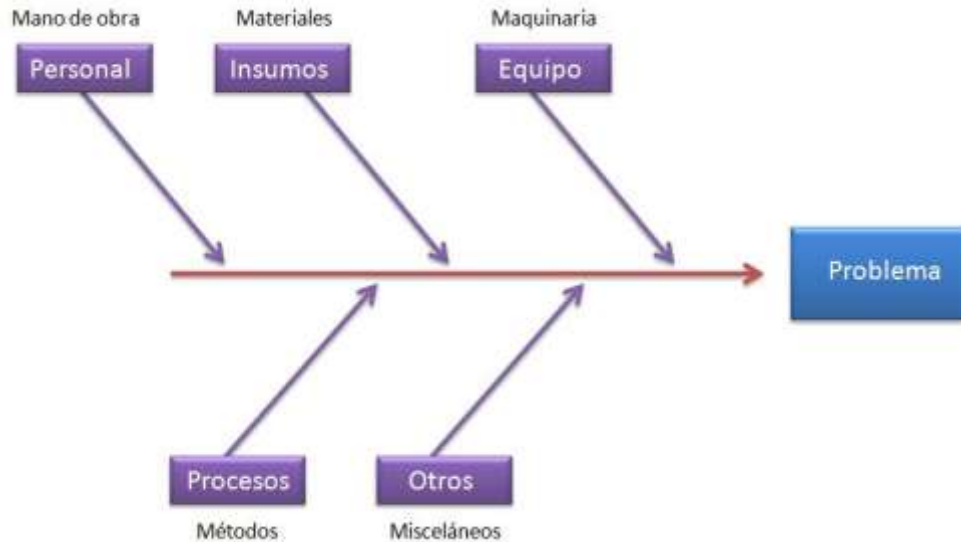 Mano de obra
Materiales
Maquinaria
Personal
Insumos
Equipo
Problema
Procesos
Otros
Métodos
Misceláneos